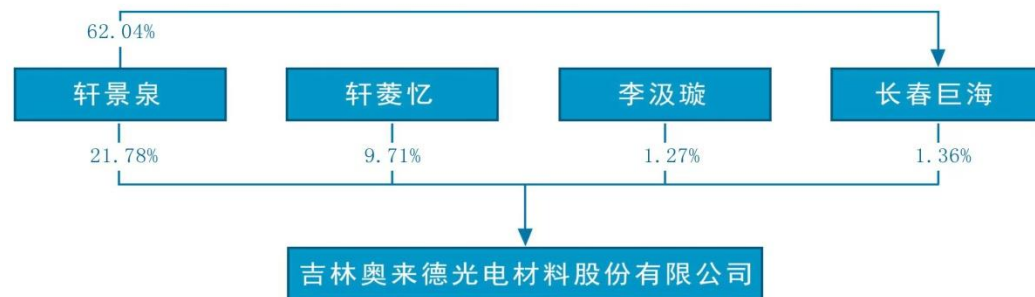 62.04%
轩景泉
轩菱忆
李汲璇
长春巨海
21.78%
9.71%
1.27%
1.36%
吉林奥来德光电材料股份有限公司